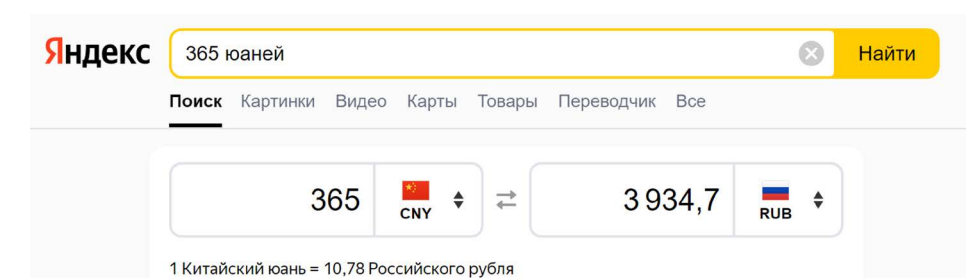 Яндекс 365 юаней Найти
Поиск Картинки Видео Карты Товары Переводчик Все
365 CNY 3 934,7 RUB
1 Китайский юань = 10,78 Российского рубля